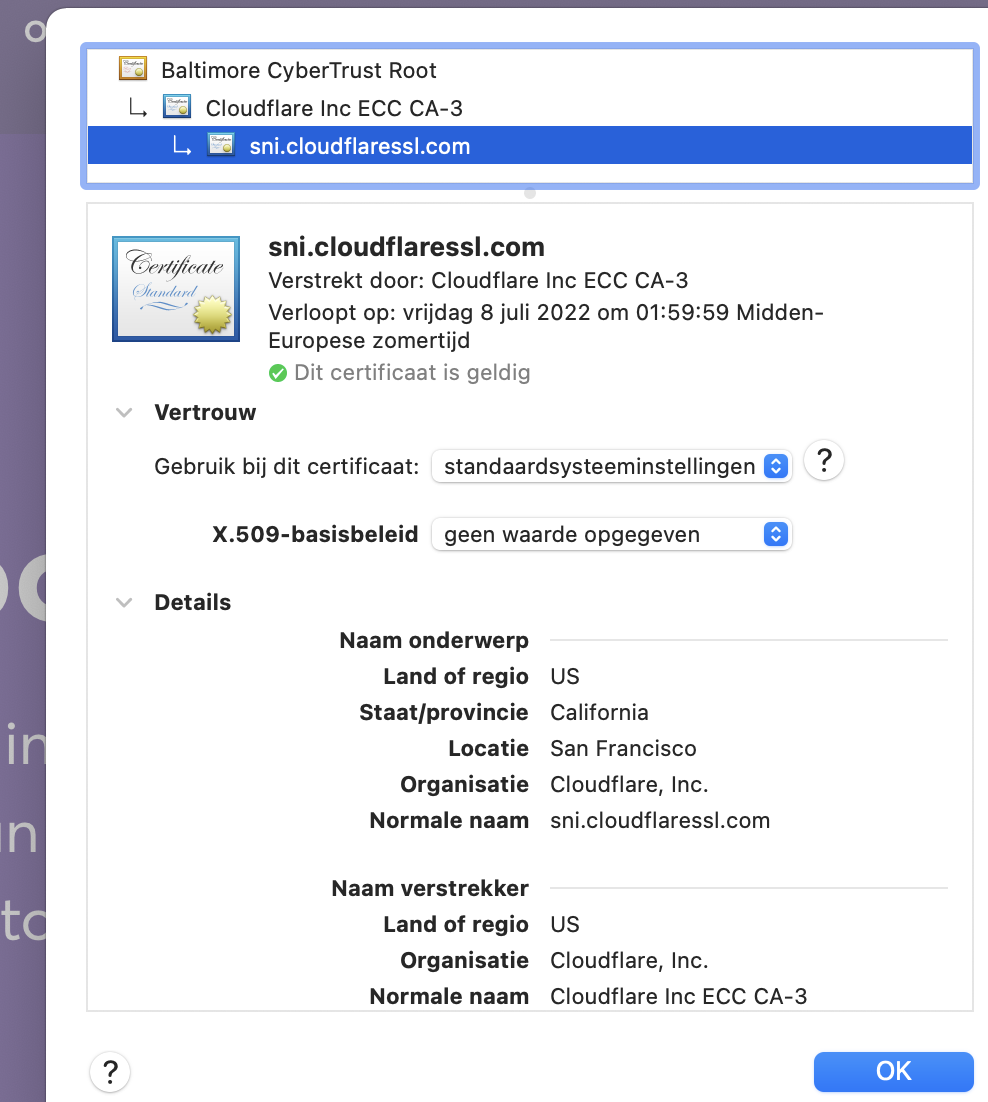 Baltimore CyberTrust Root
Cloudflare Inc ECC CA-3
sni.cloudflaressl.com
Certificate
Standard
sni.cloudflaressl.com
Verstrekt door: Cloudflare Inc ECC CA-3
Verloopt op: vrijdag 8 juli 2022 om 01:59:59 Midden-
Europese zomertijd
Dit certificaat is geldig
Vertrouw
Gebruik bij dit certificaat: standaardsysteeminstellingen ?
X.509-basisbeleid geen waarde opgegeven
Details
Naam onderwerp
Land of regio US
Staat/provincie California
Locatie San Francisco
Organisatie Cloudflare, Inc.
Normale naam sni.cloudflaressl.com
Naam verstrekker
Land of regio US
Organisatie Cloudflare, Inc.
Normale naam Cloudflare Inc ECC CA-3
? OK